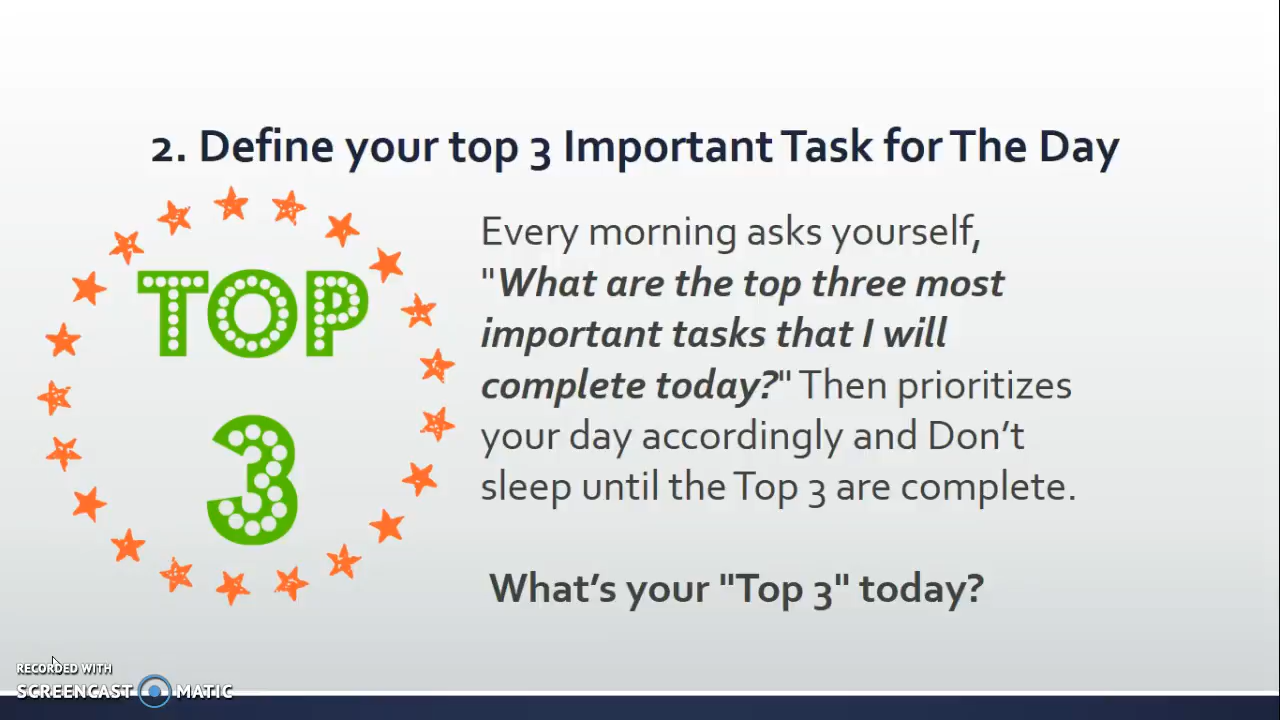 2. Define your top 3 Important Task for The Day
TOP
3
Every morning asks yourself,
"What are the top three most
important tasks that I will
complete today?" Then prioritizes
your day accordingly and Don’t
sleep until the Top 3 are complete.
What’s your "Top 3" today?
RECORDED WITH
SCREENCAST MATIC